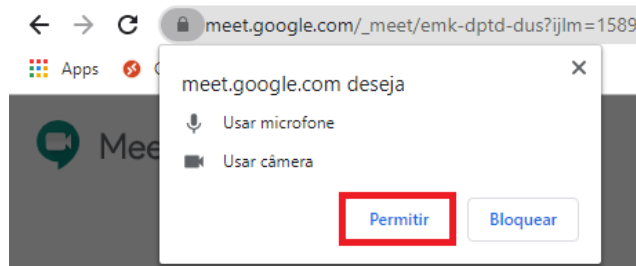 meet.google.com/_meet/emk-dptd-dus?ijlm=1589
Apps
meet.google.com deseja
Usar microfone
Mee
Usar câmera
Permitir Bloquear